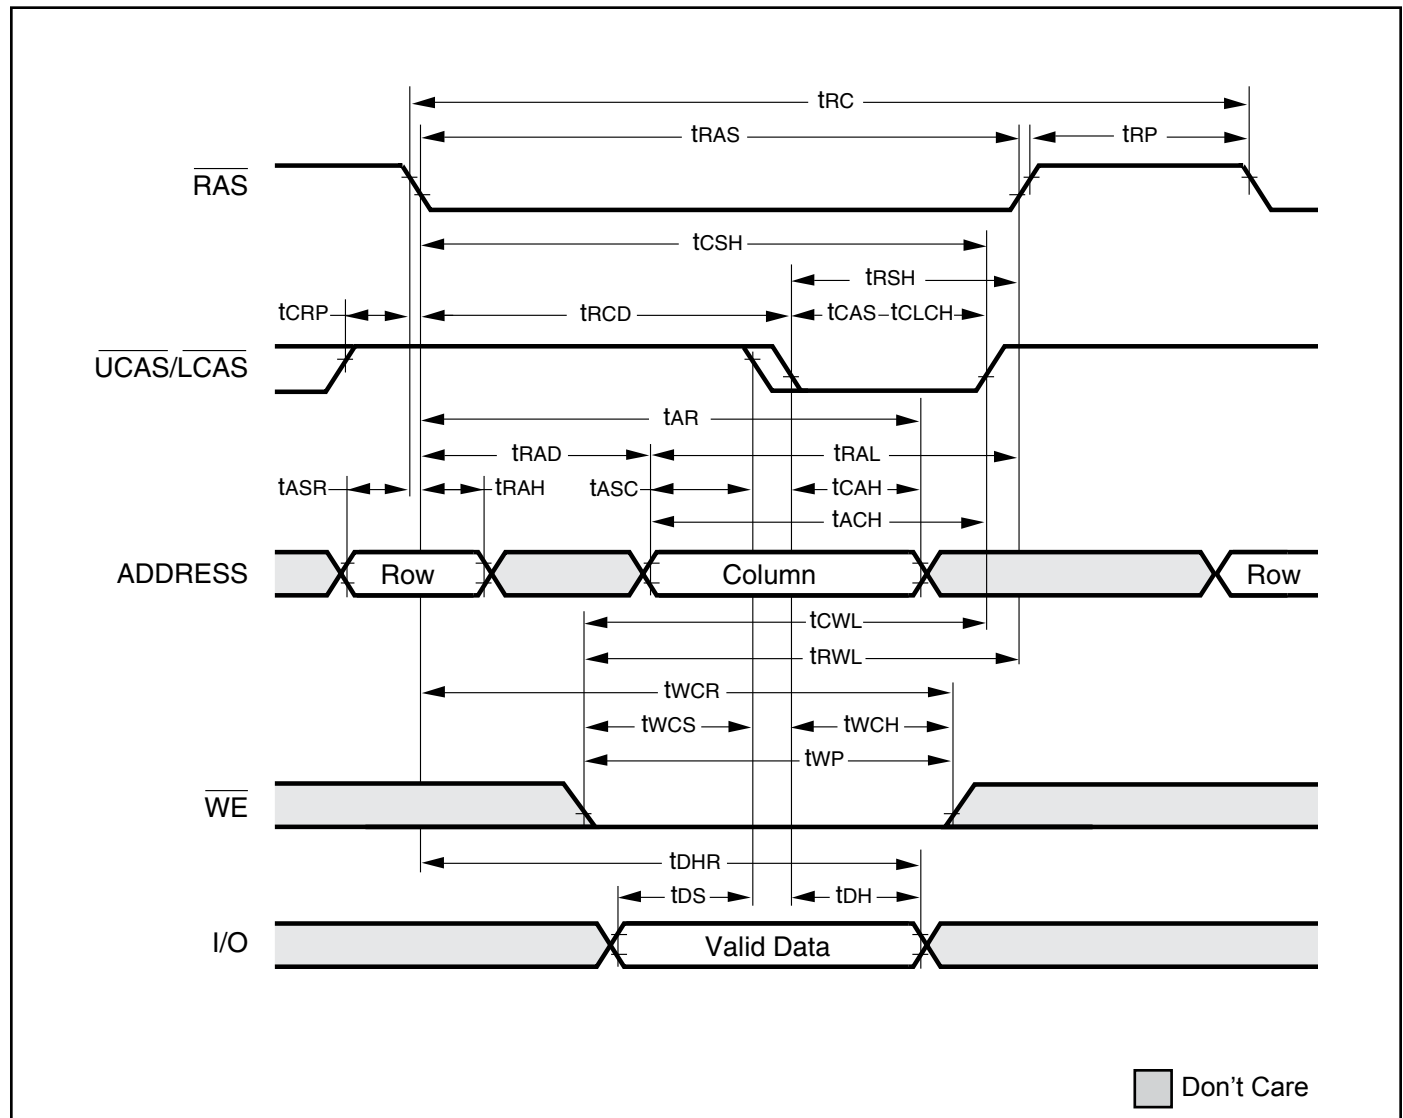 tRC
tRAS
tRP
RAS
tCSH
tRSH
tCRP
tRCD
tCAS–tCLCH
UCAS/LCAS
tAR
tRAD
tRAL
tASR
tRAH
tASC
tCAH
tACH
ADDRESS
Row
Column
Row
tCWL
tRWL
tWCR
tWCS
tWCH
tWP
WE
tDHR
tDS
tDH
I/O
Valid Data
Don't Care